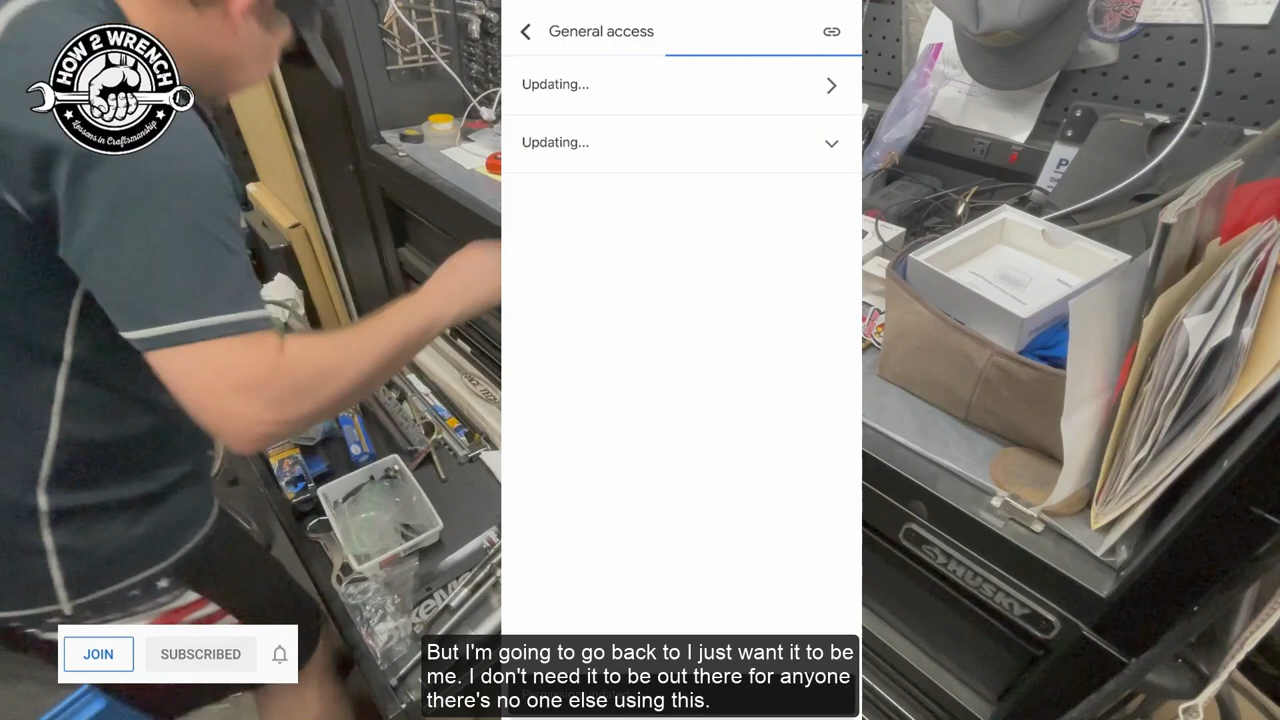 HOW 2 WRENCH
Lessons in Craftsmanship
General access
Updating...
Updating...
HUSKY
JOIN
SUBSCRIBED
But I'm going to go back to I just want it to be
me. I don't need it to be out there for anyone
there's no one else using this.